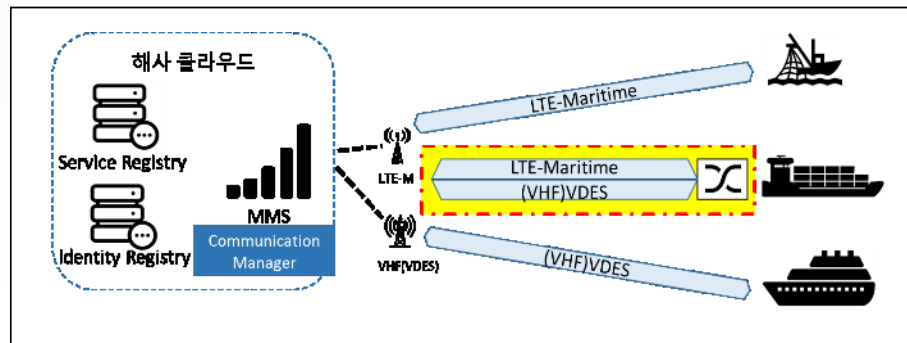 해사 클라우드
Service Registry
Identity Registry
MMS
Communication
Manager
LTE-M
VHF(VDES)
LTE-Maritime
LTE-Maritime
(VHF)VDES
(VHF)VDES